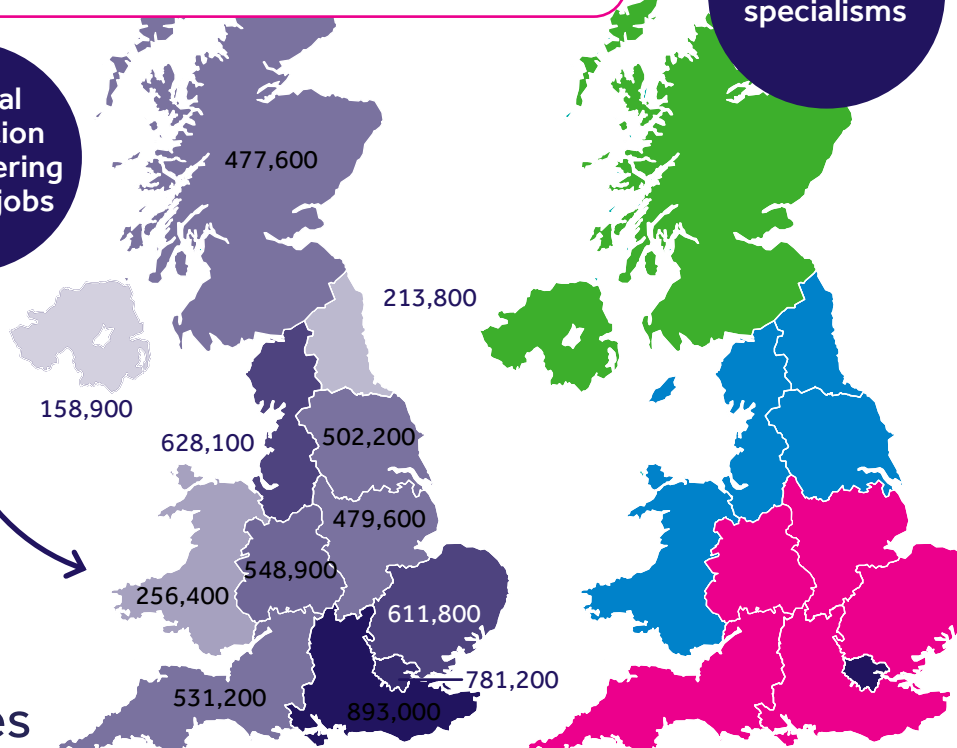 specialisms
al
ion
ering
jobs
477,600
213,800
158,900
628,100
502,200
479,600
548,900
256,400
611,800
781,200
531,200
893,000
es